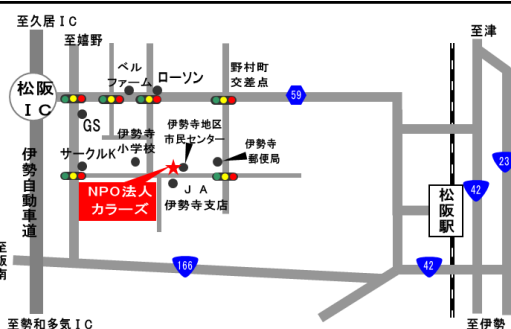 至久居IC
至嬉野
至津
ベル
ファーム
ローソン
野村町
交差点
松阪
IC
59
GS
伊勢寺
小学校
伊勢寺地区
市民センター
伊勢寺
郵便局
サークルK
23
伊勢自動車道
NPO法人
カラーズ
JA
伊勢寺支店
松阪駅
42
至
阪南
166
42
至勢和多気IC
至伊勢